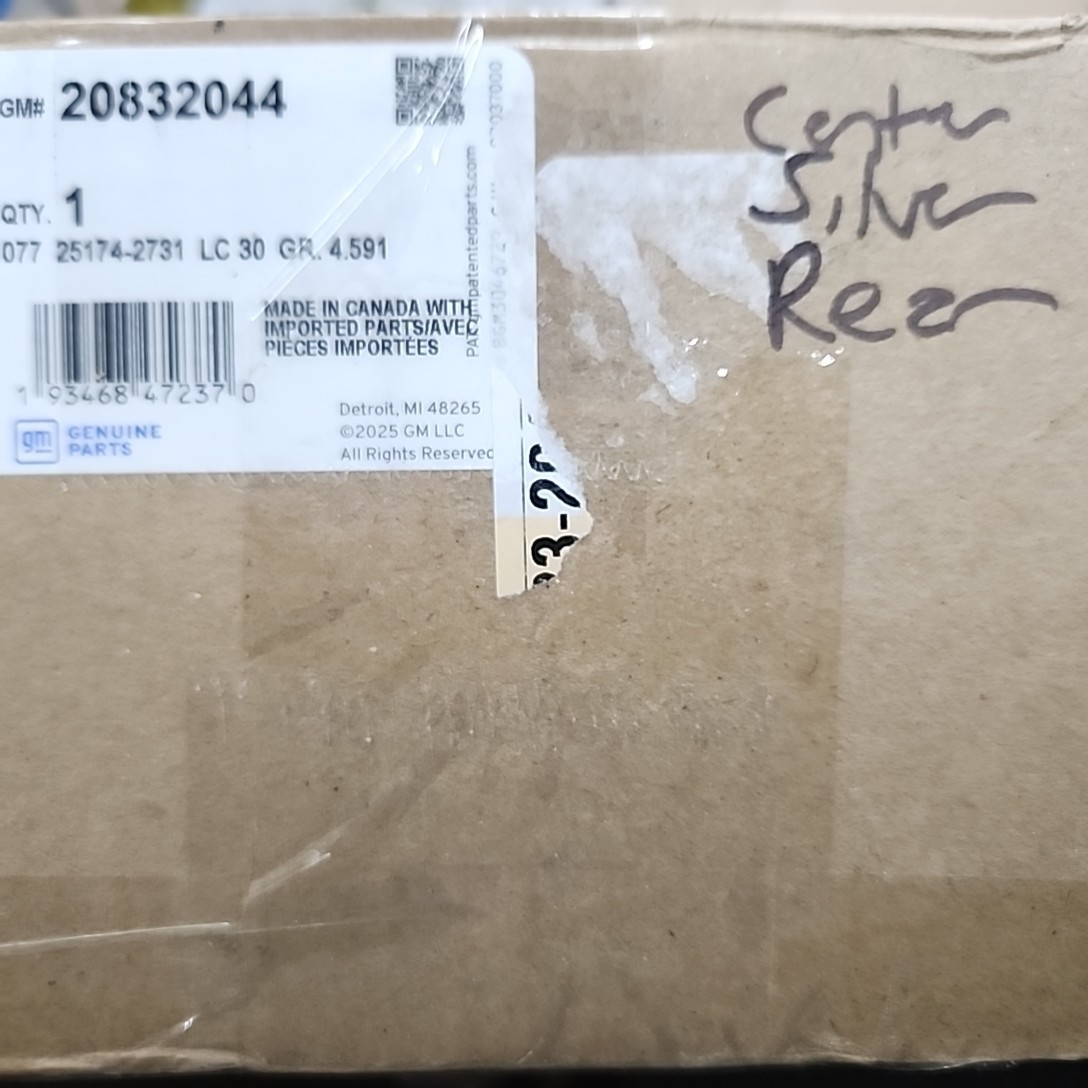 GM# 20832044
QTY. 1
077 25174-2731 LC 30 GR. 4.591
MADE IN CANADA WITH
IMPORTED PARTS/AVEC
PIÈCES IMPORTÉES
1 93468 47237 0
gm GENUINE
PARTS
Detroit, MI 48265
©2025 GM LLC
All Rights Reserved
Center
Silver
Rear